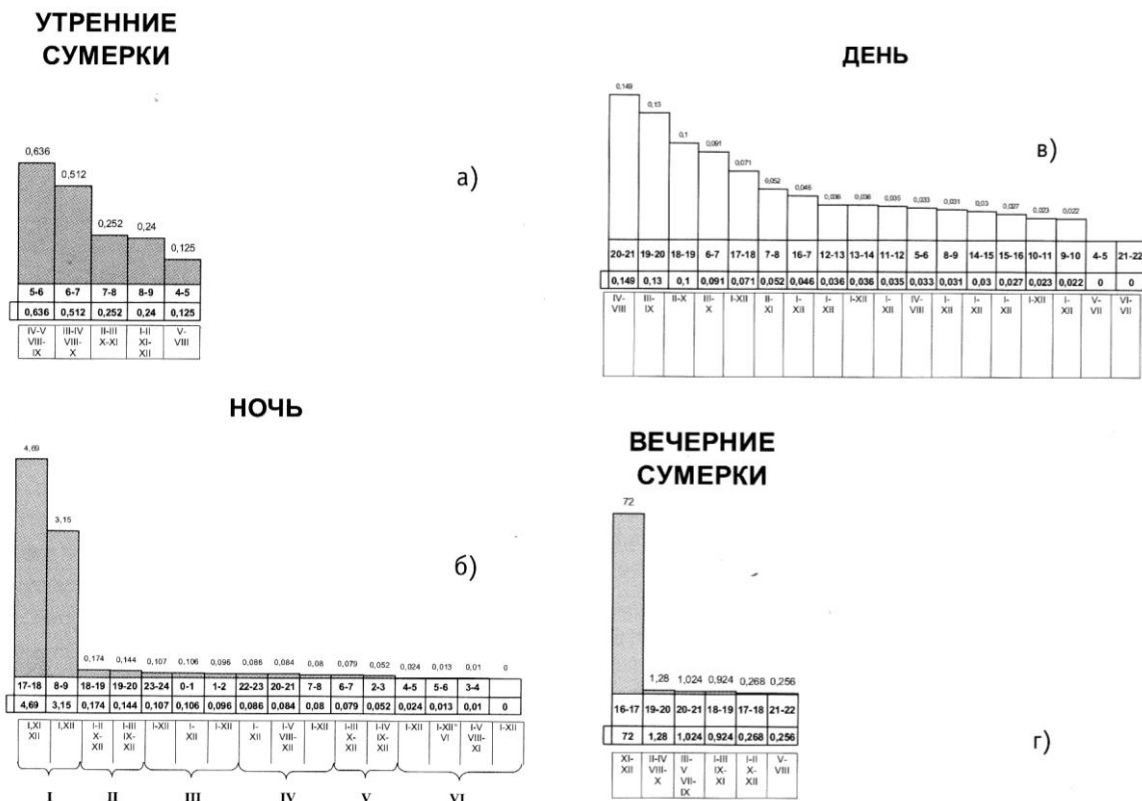 УТРЕННИЕ
СУМЕРКИ
а)
0,636
0,512
0,252
0,24
0,125
5-6 6-7 7-8 8-9 4-5
0,636 0,512 0,252 0,24 0,125
IV-V III-IV II-III I-II V-
VIII- VIII- X-XI XI- VIII
IX X XII
ДЕНЬ
в)
0,149
0,13
0,1
0,091
0,071
0,052
0,046
0,036 0,036 0,035 0,033 0,031 0,03 0,027 0,023 0,022
20-21 19-20 18-19 6-7 17-18 7-8 16-7 12-13 13-14 11-12 5-6 8-9 14-15 15-16 10-11 9-10 4-5 21-22
0,149 0,13 0,1 0,091 0,071 0,052 0,046 0,036 0,036 0,035 0,033 0,031 0,03 0,027 0,023 0,022 0 0
IV- III- II-X III- I-XII II- I- I- I-XII I- IV- I- I- I- I-XII I- V- VI-
VIII IX X XI XII XII XII VIII XII XII XII XII VII VII
НОЧЬ
б)
4,69
3,15
0,174 0,144 0,107 0,106 0,096 0,086 0,084 0,08 0,079 0,052 0,024 0,013 0,01 0
17-18 8-9 18-19 19-20 23-24 0-1 1-2 22-23 20-21 7-8 6-7 2-3 4-5 5-6 3-4
4,69 3,15 0,174 0,144 0,107 0,106 0,096 0,086 0,084 0,08 0,079 0,052 0,024 0,013 0,01 0
I,XI I,XII I-II I-III I-XII I- I-XII I- I-V I-XII I-III I-IV I-XII I-XII" I-V I-XII
XII X- IX- XII XII VIII- X- IX- VI VIII-
XII XII XII XII XII XI
I II III IV V VI
ВЕЧЕРНИЕ
СУМЕРКИ
г)
72
1,28 1,024 0,924 0,268 0,256
16-17 19-20 20-21 18-19 17-18 21-22
72 1,28 1,024 0,924 0,268 0,256
XI- II-IV III- I-III I-II V-
XII VIII- V IX- X- VIII
X VII- XI XII
IX